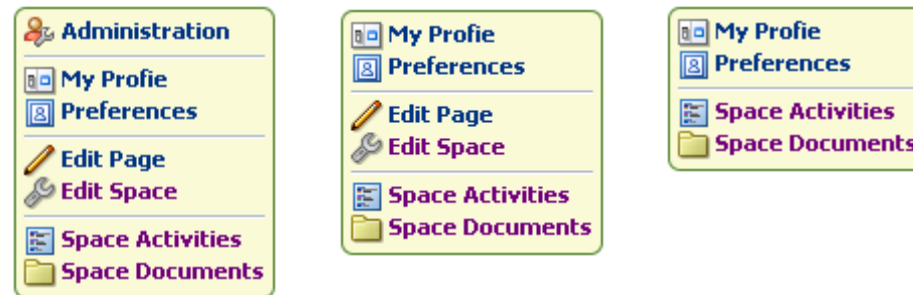 Administration
My Profie
Preferences
Edit Page
Edit Space
Space Activities
Space Documents
My Profie
Preferences
Edit Page
Edit Space
Space Activities
Space Documents
My Profie
Preferences
Space Activities
Space Documents